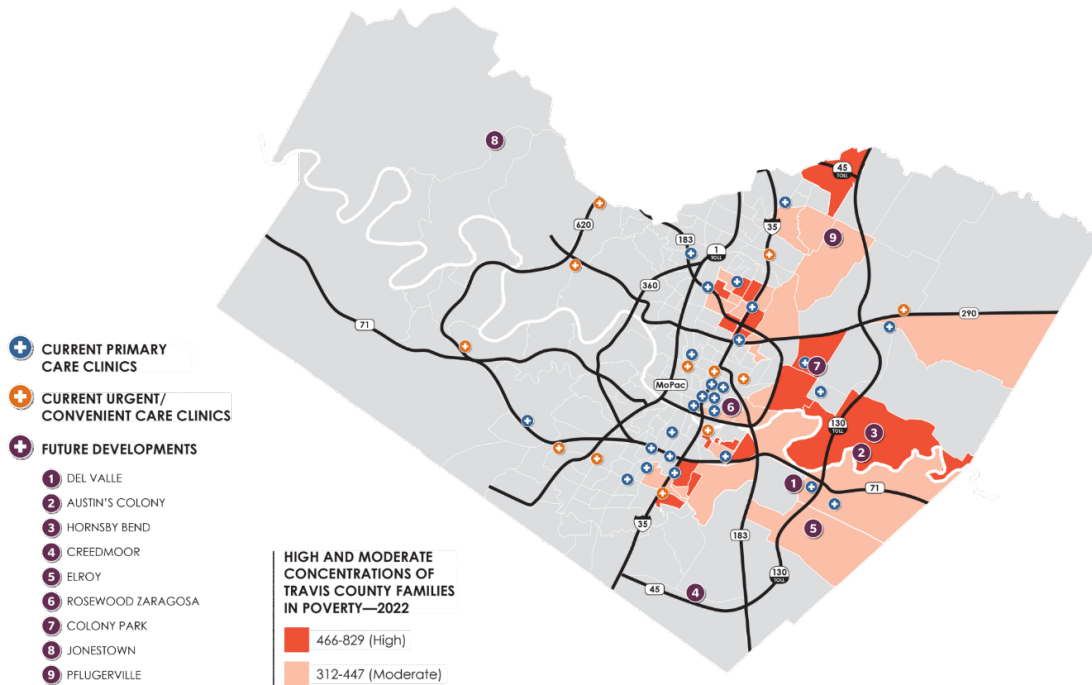 CURRENT PRIMARY
CARE CLINICS
CURRENT URGENT/
CONVENIENT CARE CLINICS
FUTURE DEVELOPMENTS
1 DEL VALLE
2 AUSTIN'S COLONY
3 HORNSBY BEND
4 CREEDMOOR
5 ELROY
6 ROSEWOOD ZARAGOSA
7 COLONY PARK
8 JONESTOWN
9 PFLUGERVILLE
HIGH AND MODERATE
CONCENTRATIONS OF
TRAVIS COUNTY FAMILIES
IN POVERTY—2022
466-829 (High)
312-447 (Moderate)
8
45
TOLL
620
35
9
183
1
TOLL
360
290
71
7
MoPac
6
130
TOLL
3
2
1
71
5
35
183
130
TOLL
45
4